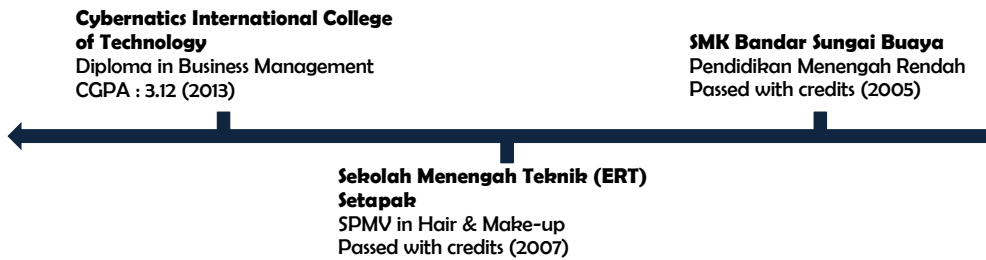 Cybernatics International College
of Technology
Diploma in Business Management
CGPA : 3.12 (2013)
SMK Bandar Sungai Buaya
Pendidikan Menengah Rendah
Passed with credits (2005)
Sekolah Menengah Teknik (ERT)
Setapak
SPMV in Hair & Make-up
Passed with credits (2007)